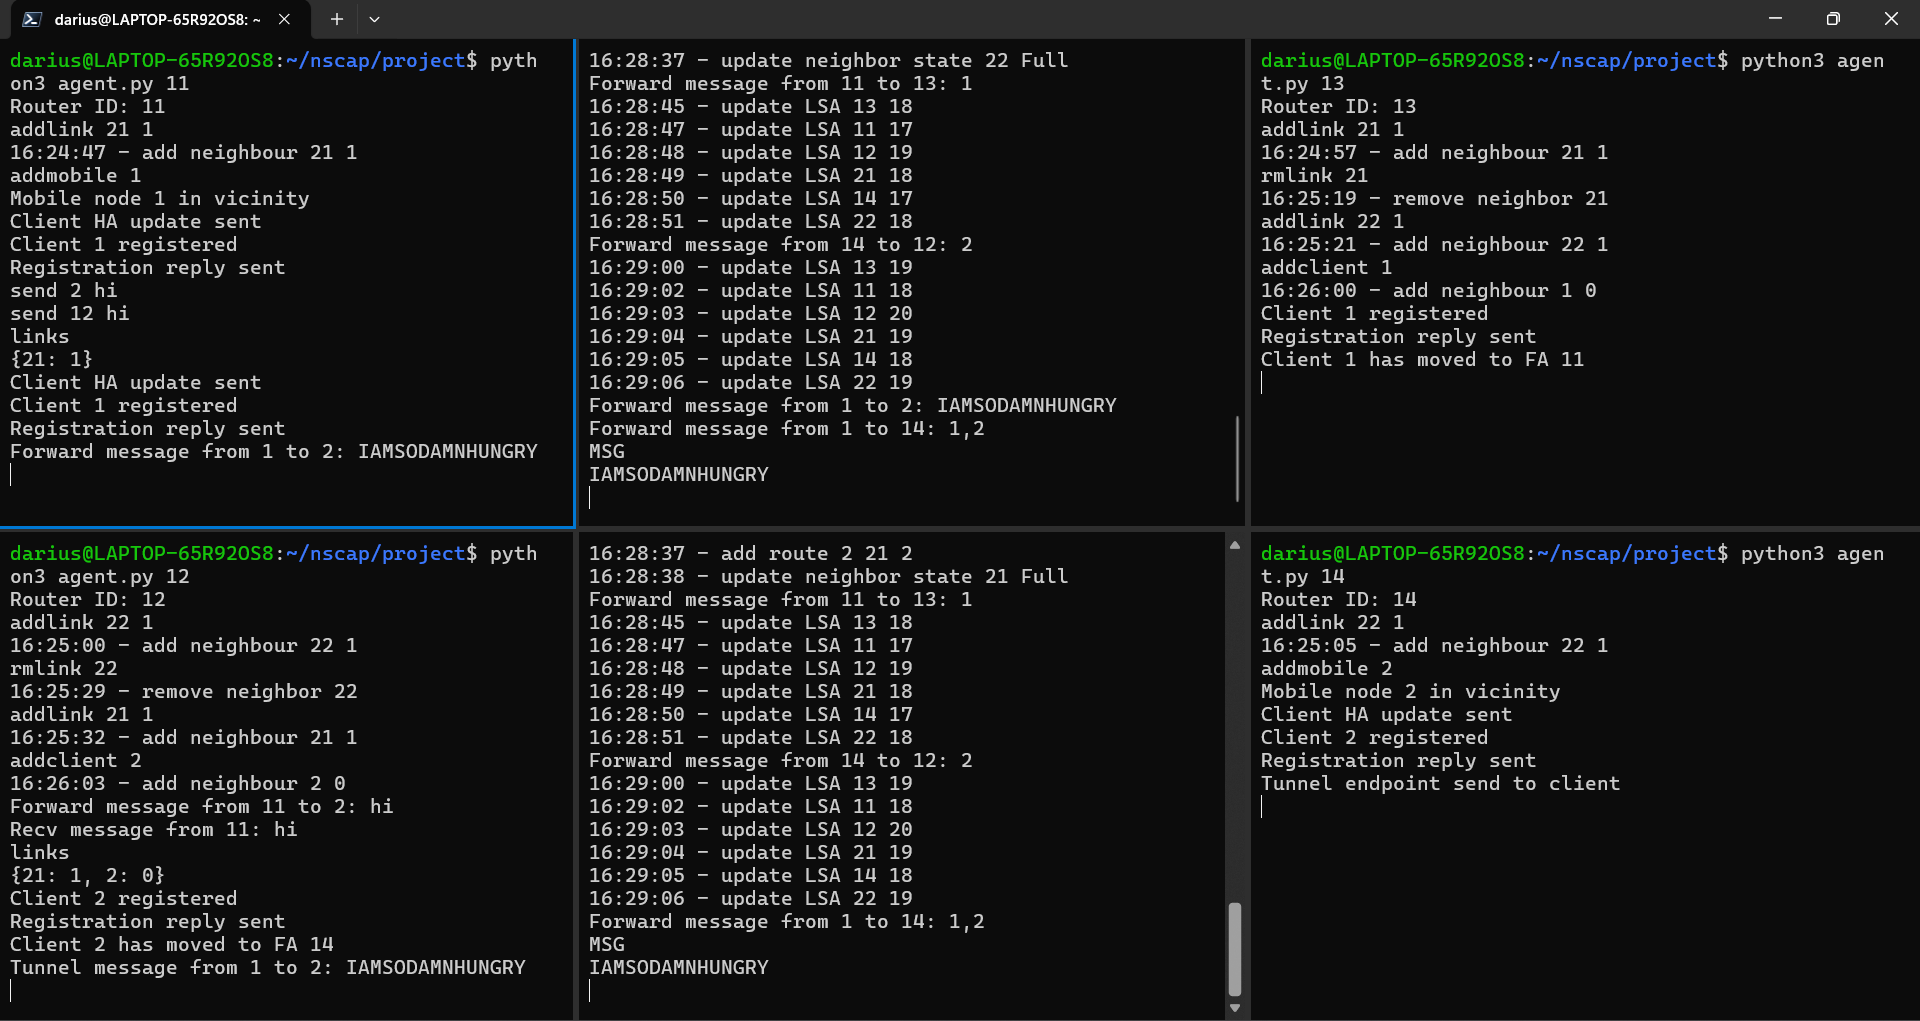 darius@LAPTOP-65R920S8: ~
darius@LAPTOP-65R920S8:~/nscap/project$ pyth
on3 agent.py 11
Router ID: 11
addlink 21 1
16:24:47 - add neighbour 21 1
addmobile 1
Mobile node 1 in vicinity
Client HA update sent
Client 1 registered
Registration reply sent
send 2 hi
send 12 hi
links
{21: 1}
Client HA update sent
Client 1 registered
Registration reply sent
Forward message from 1 to 2: IAMSODAMNHUNGRY
16:28:37 - update neighbor state 22 Full
Forward message from 11 to 13: 1
16:28:45 - update LSA 13 18
16:28:47 - update LSA 11 17
16:28:48 - update LSA 12 19
16:28:49 - update LSA 21 18
16:28:50 - update LSA 14 17
16:28:51 - update LSA 22 18
Forward message from 14 to 12: 2
16:29:00 - update LSA 13 19
16:29:02 - update LSA 11 18
16:29:03 - update LSA 12 20
16:29:04 - update LSA 21 19
16:29:05 - update LSA 14 18
16:29:06 - update LSA 22 19
Forward message from 1 to 2: IAMSODAMNHUNGRY
Forward message from 1 to 14: 1,2
MSG
IAMSODAMNHUNGRY
darius@LAPTOP-65R920S8:~/nscap/project$ python3 agen
t.py 13
Router ID: 13
addlink 21 1
16:24:57 - add neighbour 21 1
rmlink 21
16:25:19 - remove neighbor 21
addlink 22 1
16:25:21 - add neighbour 22 1
addclient 1
16:26:00 - add neighbour 1 0
Client 1 registered
Registration reply sent
Client 1 has moved to FA 11
darius@LAPTOP-65R920S8:~/nscap/project$ pyth
on3 agent.py 12
Router ID: 12
addlink 22 1
16:25:00 - add neighbour 22 1
rmlink 22
16:25:29 - remove neighbor 22
addlink 21 1
16:25:32 - add neighbour 21 1
addclient 2
16:26:03 - add neighbour 2 0
Forward message from 11 to 2: hi
Recv message from 11: hi
links
{21: 1, 2: 0}
Client 2 registered
Registration reply sent
Client 2 has moved to FA 14
Tunnel message from 1 to 2: IAMSODAMNHUNGRY
16:28:37 - add route 2 21 2
16:28:38 - update neighbor state 21 Full
Forward message from 11 to 13: 1
16:28:45 - update LSA 13 18
16:28:47 - update LSA 11 17
16:28:48 - update LSA 12 19
16:28:49 - update LSA 21 18
16:28:50 - update LSA 14 17
16:28:51 - update LSA 22 18
Forward message from 14 to 12: 2
16:29:00 - update LSA 13 19
16:29:02 - update LSA 11 18
16:29:03 - update LSA 12 20
16:29:04 - update LSA 21 19
16:29:05 - update LSA 14 18
16:29:06 - update LSA 22 19
Forward message from 1 to 14: 1,2
MSG
IAMSODAMNHUNGRY
darius@LAPTOP-65R920S8:~/nscap/project$ python3 agen
t.py 14
Router ID: 14
addlink 22 1
16:25:05 - add neighbour 22 1
addmobile 2
Mobile node 2 in vicinity
Client HA update sent
Client 2 registered
Registration reply sent
Tunnel endpoint send to client